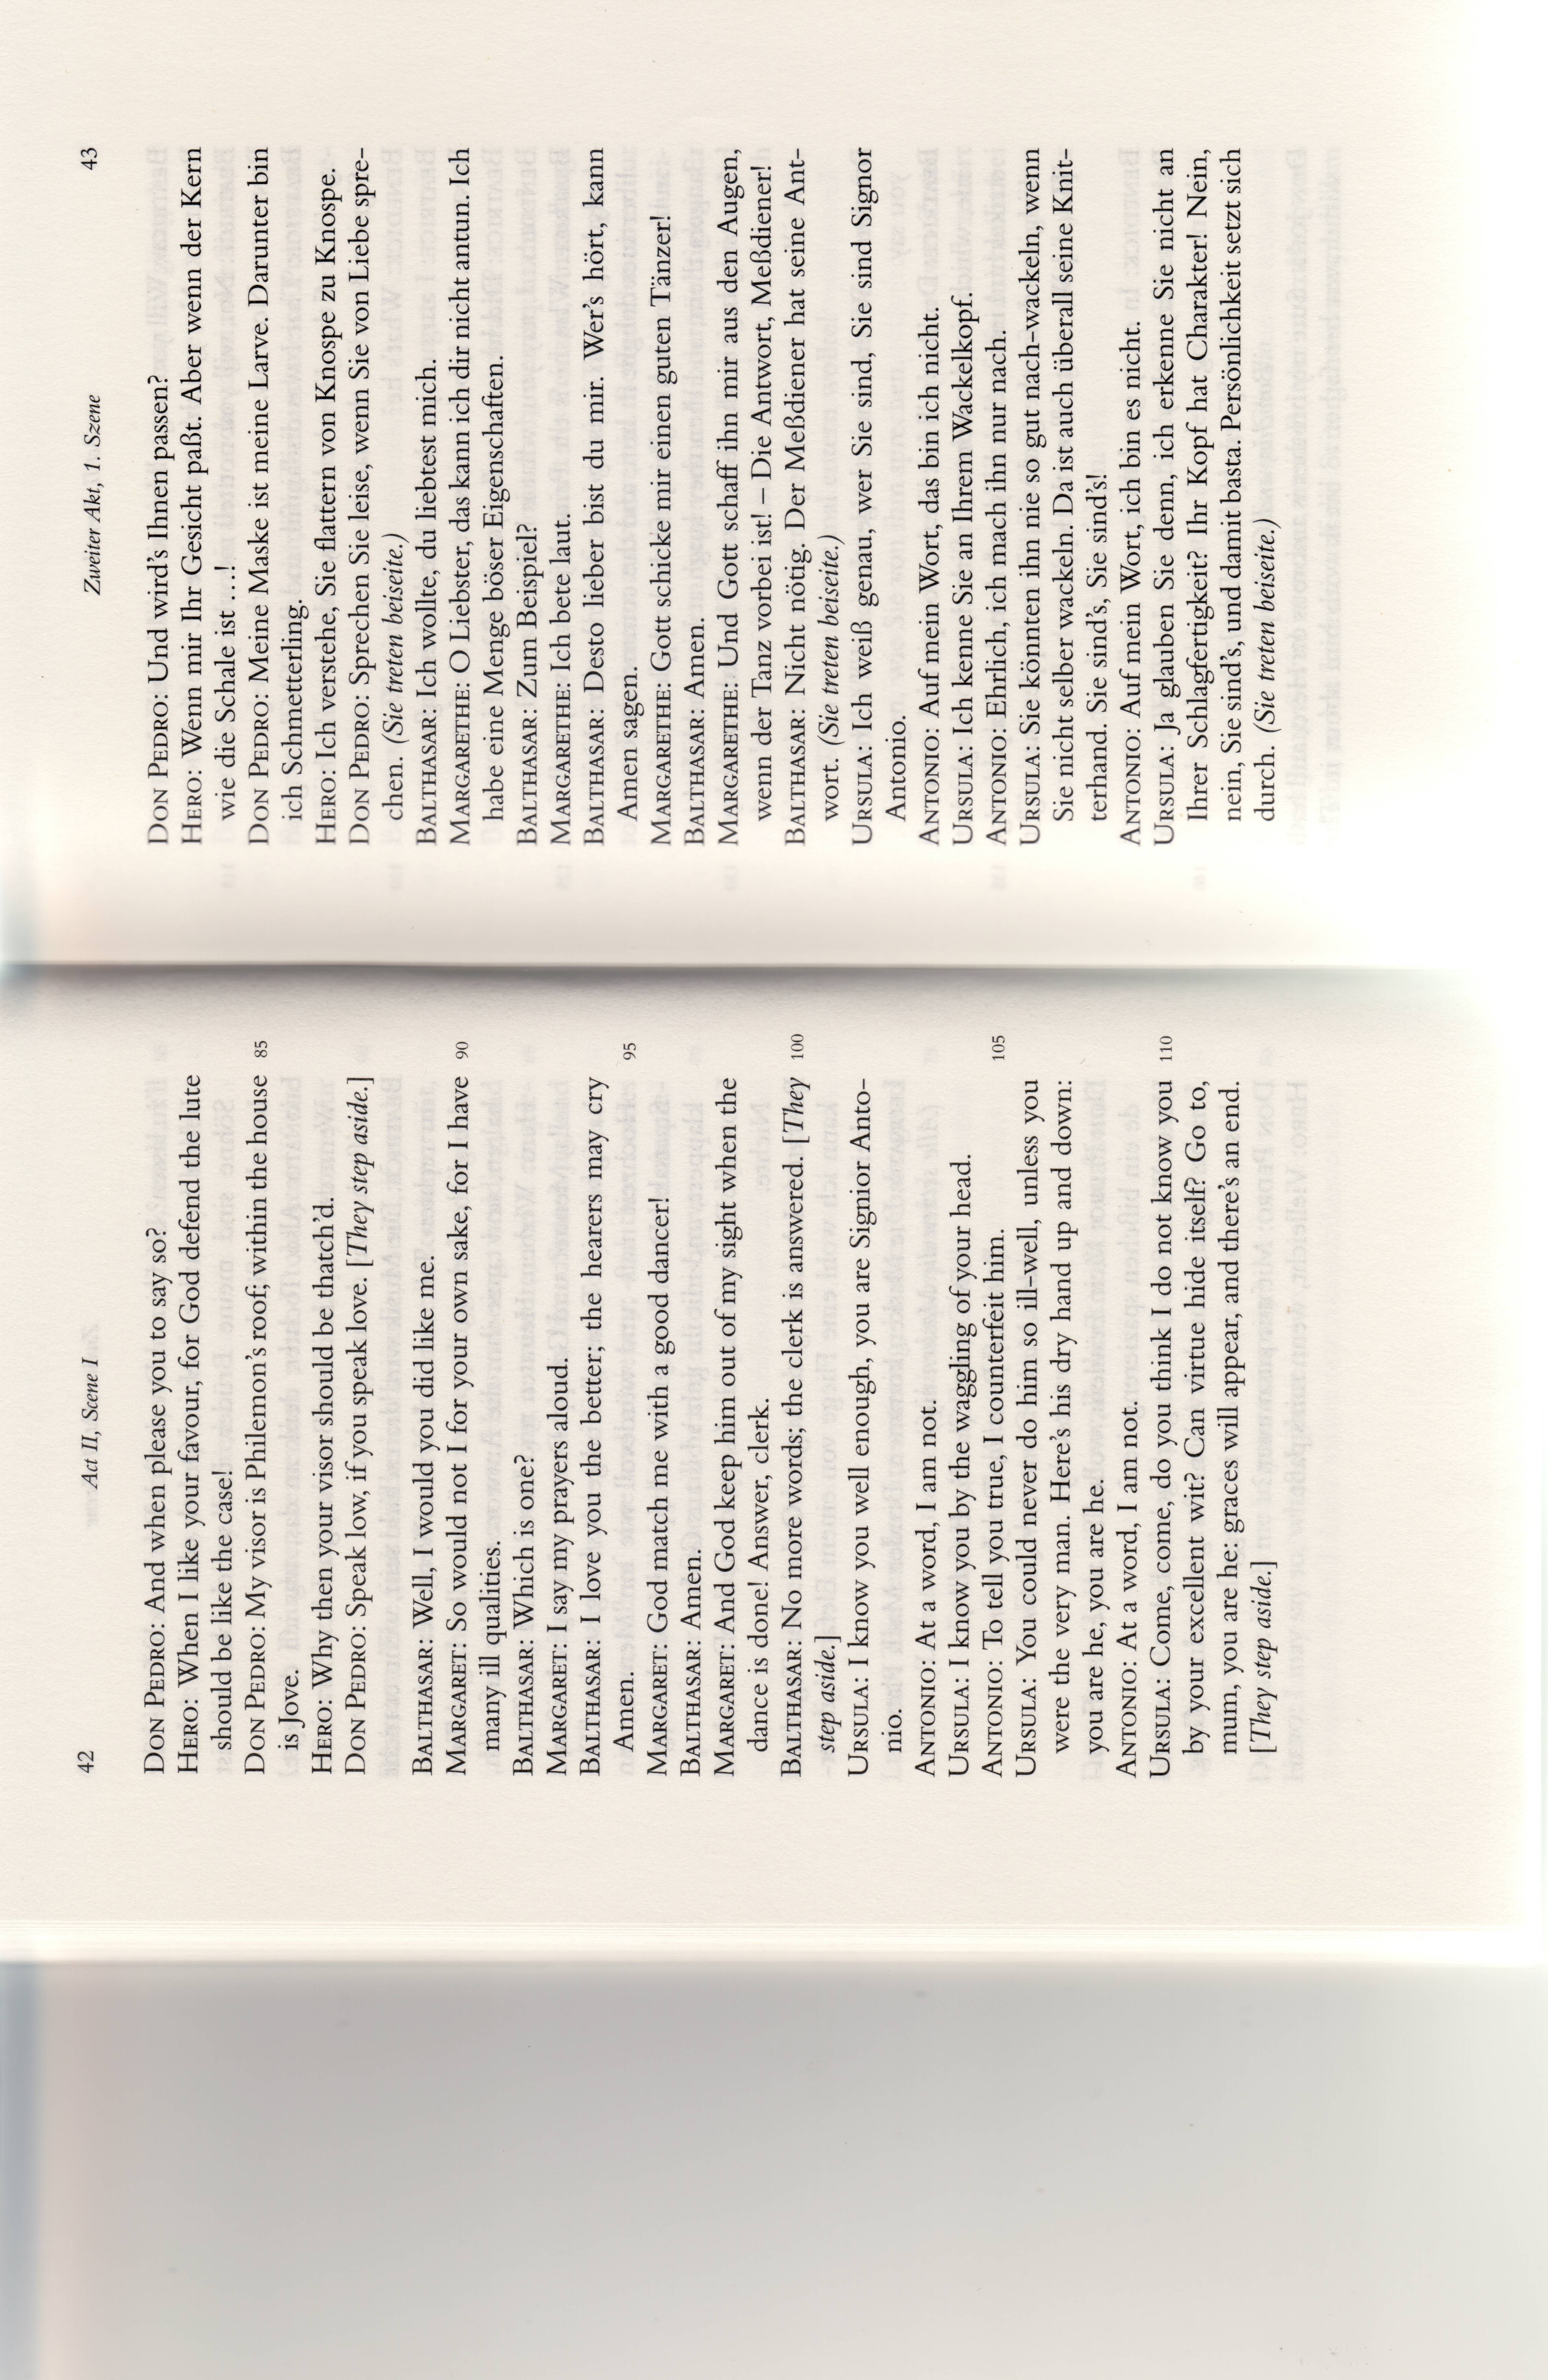 42
Act II, Scene I
DON PEDRO: And when please you to say so?
HERO: When I like your favour, for God defend the lute
should be like the case!
DON PEDRO: My visor is Philemon's roof; within the house 85
is Jove.
HERO: Why then your visor should be thatch'd.
DON PEDRO: Speak low, if you speak love. [They step aside.]
BALTHASAR: Well, I would you did like me.
MARGARET: So would not I for your own sake, for I have 90
many ill qualities.
BALTHASAR: Which is one?
MARGARET: I say my prayers aloud.
BALTHASAR: I love you the better; the hearers may cry
Amen. 95
MARGARET: God match me with a good dancer!
BALTHASAR: Amen.
MARGARET: And God keep him out of my sight when the
dance is done! Answer, clerk.
BALTHASAR: No more words; the clerk is answered. [They 100
step aside.]
URSULA: I know you well enough, you are Signior Anto-
nio.
ANTONIO: At a word, I am not.
URSULA: I know you by the waggling of your head.
ANTONIO: To tell you true, I counterfeit him. 105
URSULA: You could never do him so ill-well, unless you
were the very man. Here's his dry hand up and down:
you are he, you are he.
ANTONIO: At a word, I am not.
URSULA: Come, come, do you think I do not know you 110
by your excellent wit? Can virtue hide itself? Go to,
mum, you are he: graces will appear, and there's an end.
[They step aside.]
Zweiter Akt, 1. Szene
43
DON PEDRO: Und wird's Ihnen passen?
HERO: Wenn mir Ihr Gesicht paßt. Aber wenn der Kern
wie die Schale ist ...!
DON PEDRO: Meine Maske ist meine Larve. Darunter bin
ich Schmetterling.
HERO: Ich verstehe, Sie flattern von Knospe zu Knospe.
DON PEDRO: Sprechen Sie leise, wenn Sie von Liebe spre-
chen. (Sie treten beiseite.)
BALTHASAR: Ich wollte, du liebtest mich.
MARGARETHE: O Liebster, das kann ich dir nicht antun. Ich
habe eine Menge böser Eigenschaften.
BALTHASAR: Zum Beispiel?
MARGARETHE: Ich bete laut.
BALTHASAR: Desto lieber bist du mir. Wer's hört, kann
Amen sagen.
MARGARETHE: Gott schicke mir einen guten Tänzer!
BALTHASAR: Amen.
MARGARETHE: Und Gott schaff ihn mir aus den Augen,
wenn der Tanz vorbei ist! – Die Antwort, Meßdiener!
BALTHASAR: Nicht nötig. Der Meßdiener hat seine Ant-
wort. (Sie treten beiseite.)
URSULA: Ich weiß genau, wer Sie sind, Sie sind Signor
Antonio.
ANTONIO: Auf mein Wort, das bin ich nicht.
URSULA: Ich kenne Sie an Ihrem Wackelkopf.
ANTONIO: Ehrlich, ich mach ihn nur nach.
URSULA: Sie könnten ihn nie so gut nach-wackeln, wenn
Sie nicht selber wackeln. Da ist auch überall seine Knit-
terhand. Sie sind's, Sie sind's!
ANTONIO: Auf mein Wort, ich bin es nicht.
URSULA: Ja glauben Sie denn, ich erkenne Sie nicht an
Ihrer Schlagfertigkeit? Ihr Kopf hat Charakter! Nein,
nein, Sie sind's, und damit basta. Persönlichkeit setzt sich
durch. (Sie treten beiseite.)